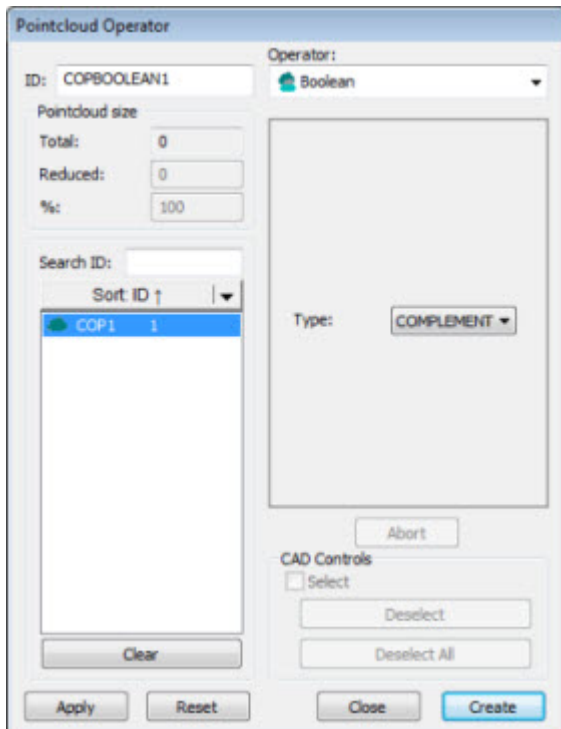 Pointcloud Operator
ID: COPBOOLEAN1
Operator:
Boolean
Pointcloud size
Total: 0
Reduced: 0
%: 100
Search ID:
Sort: ID ↑
COP1 1
Clear
Type: COMPLEMENT
Abort
CAD Controls
Select
Deselect
Deselect All
Apply
Reset
Close
Create